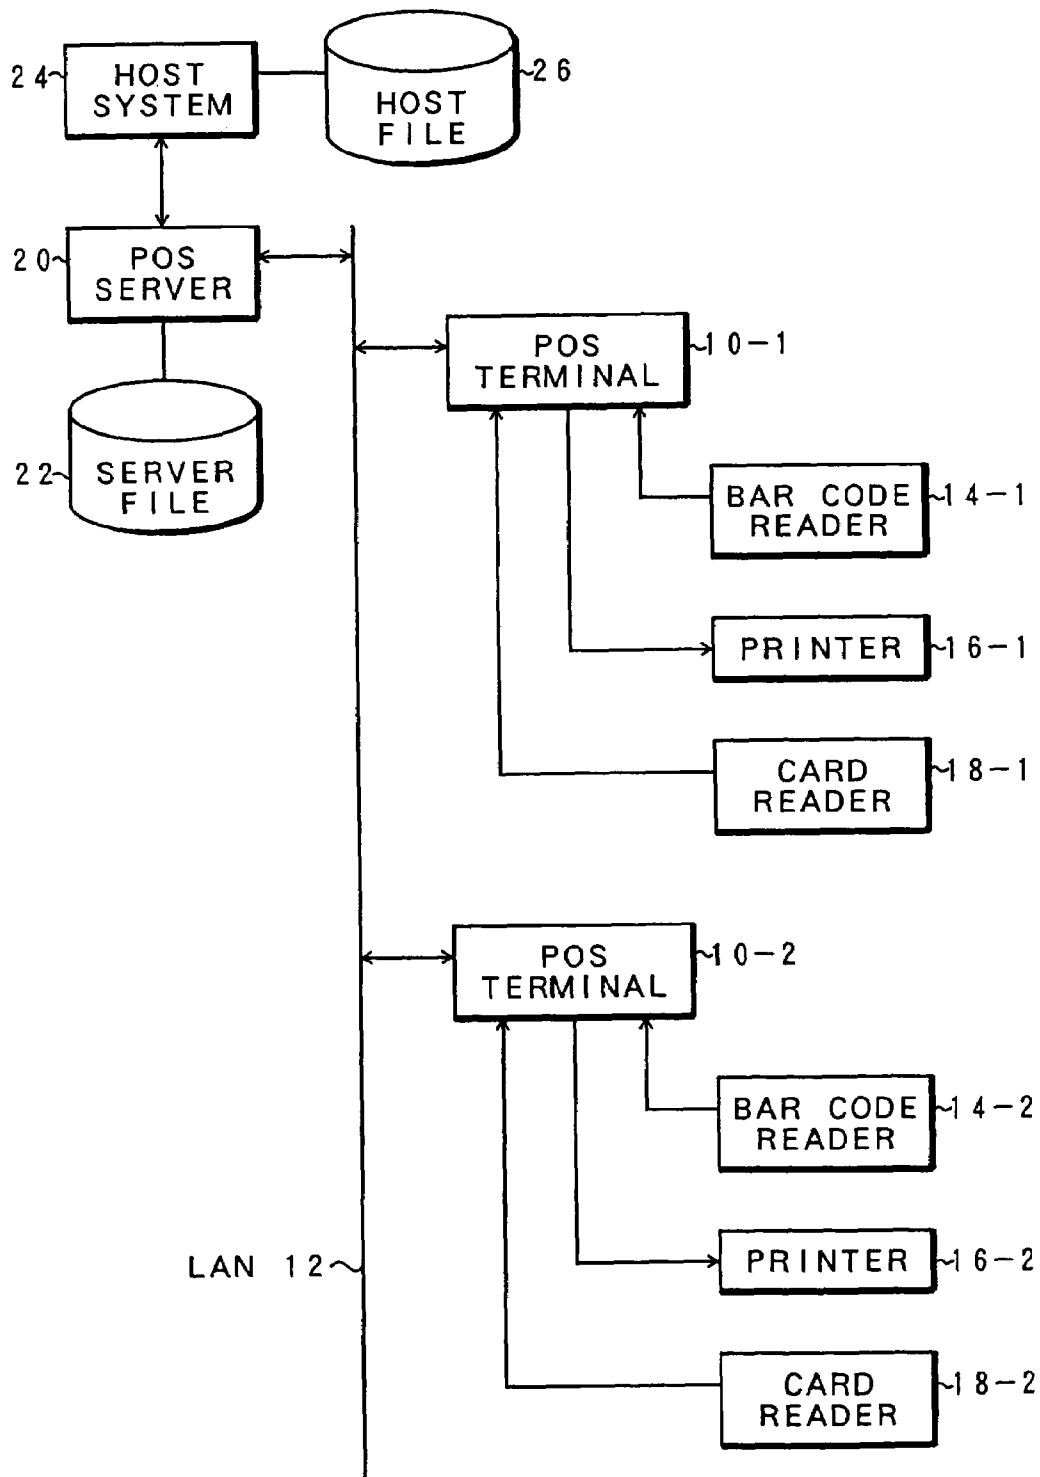 24
HOST
SYSTEM
HOST
FILE
26
20
POS
SERVER
22
SERVER
FILE
POS
TERMINAL
10-1
BAR CODE
READER
14-1
PRINTER
16-1
CARD
READER
18-1
POS
TERMINAL
10-2
BAR CODE
READER
14-2
LAN 12
PRINTER
16-2
CARD
READER
18-2